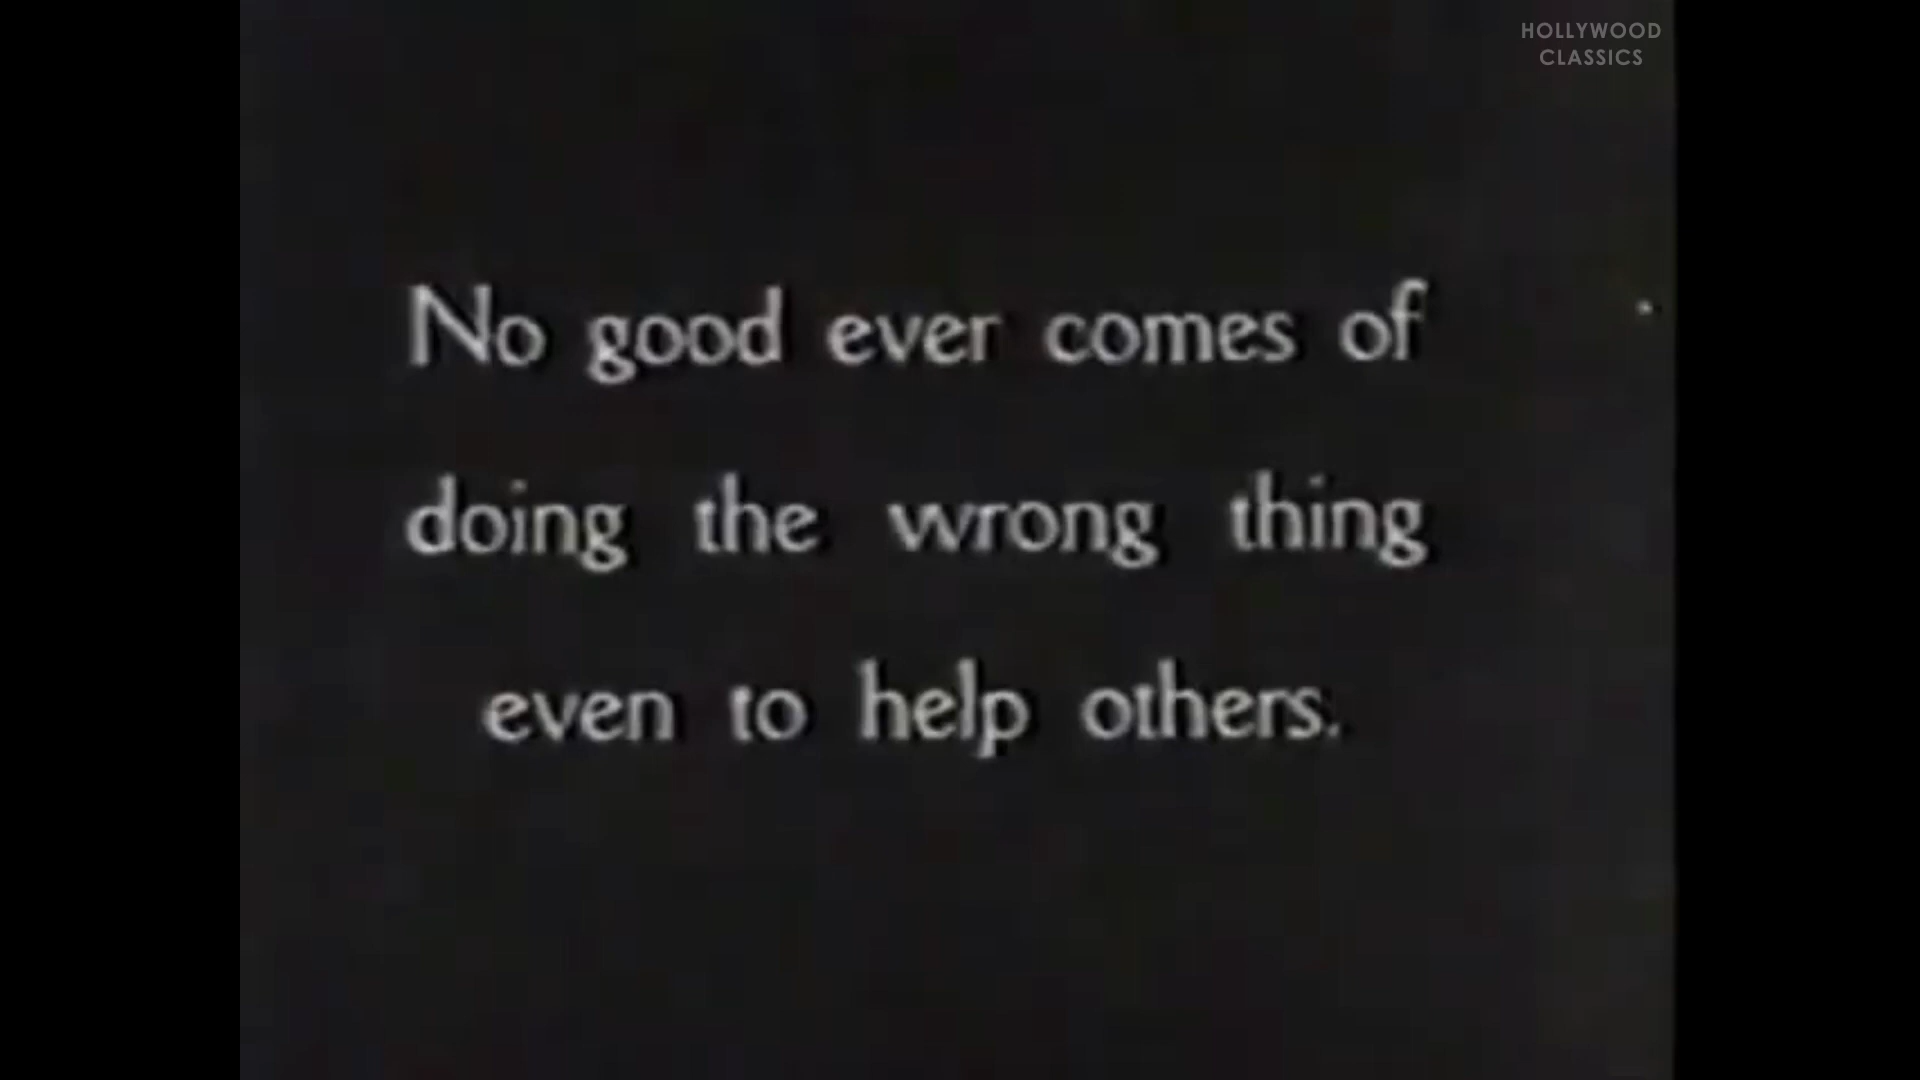 HOLLYWOOD
CLASSICS
No good ever comes of
doing the wrong thing
even to help others.